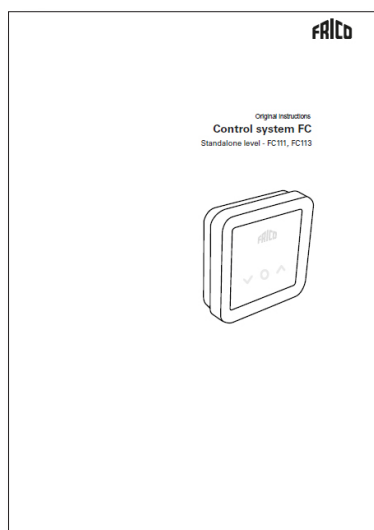 FRICO
Original instructions
Control system FC
Standalone level - FC111, FC113
FRICO